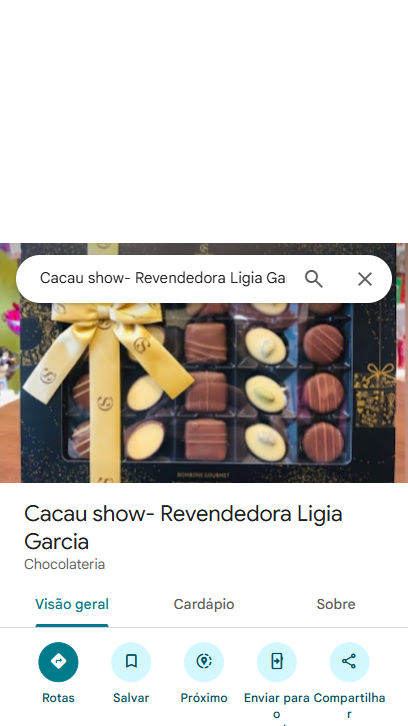 Cacau show- Revendedora Ligia Ga
BOMBONS GOURMET
Cacau show- Revendedora Ligia
Garcia
Chocolateria
Visão geral Cardápio Sobre
Rotas Salvar Próximo Enviar para o Compartilhar